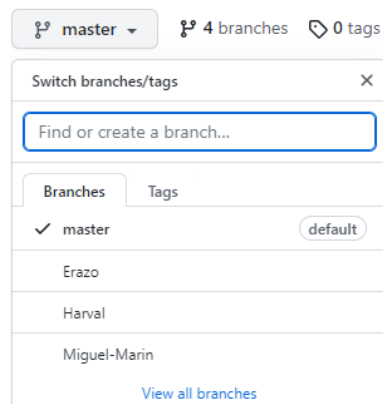 master 4 branches 0 tags
Switch branches/tags
Find or create a branch...
Branches Tags
master default
Erazo
Harval
Miguel-Marin
View all branches